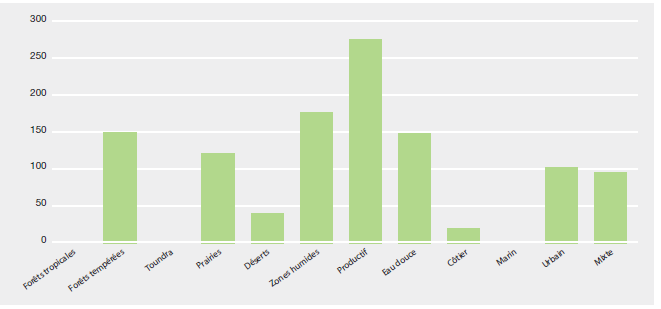 300
250
200
150
100
50
0
Forêts tropicales
Forêts tempérées
Toundra
Prairies
Déserts
Zones humides
Productif
Eau douce
Côtier
Marin
Urbain
Mixte